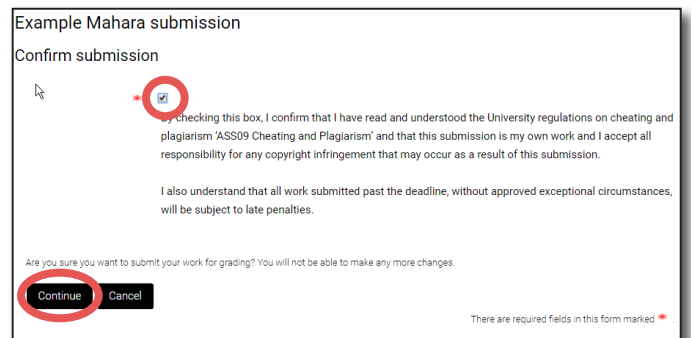 Example Mahara submission
Confirm submission
*
By checking this box, I confirm that I have read and understood the University regulations on cheating and
plagiarism ‘ASS09 Cheating and Plagiarism’ and that this submission is my own work and I accept all
responsibility for any copyright infringement that may occur as a result of this submission.
I also understand that all work submitted past the deadline, without approved exceptional circumstances,
will be subject to late penalties.
Are you sure you want to submit your work for grading? You will not be able to make any more changes.
Continue Cancel
There are required fields in this form marked * .